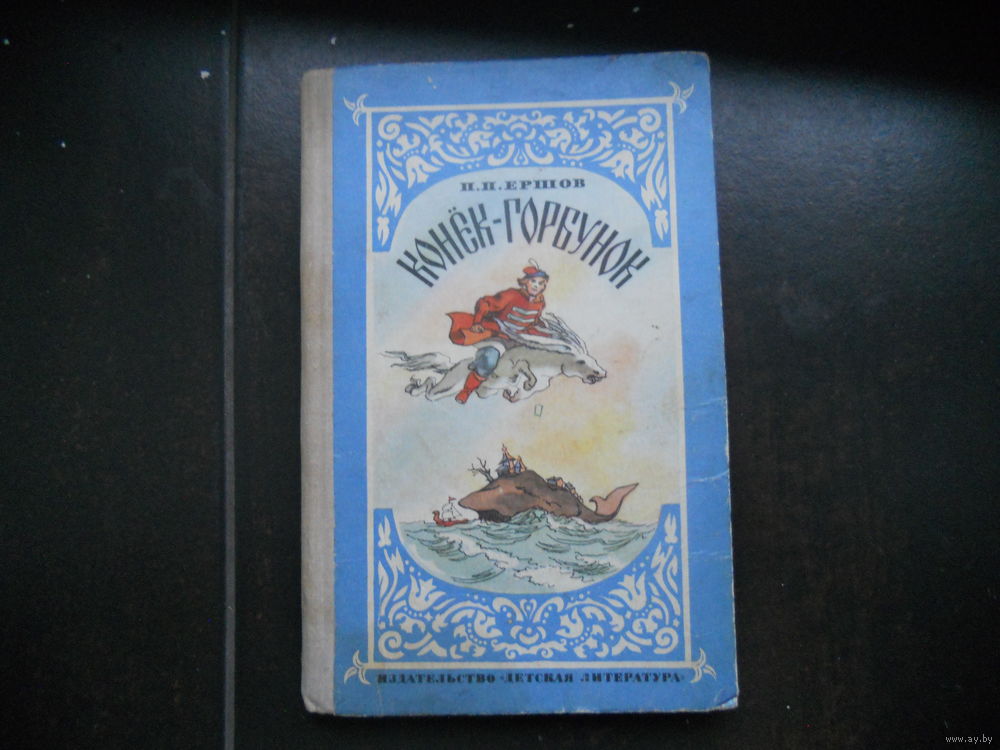 П.П.ЕРШОВ
КОНЁК-ГОРБУНОК
ИЗДАТЕЛЬСТВО «ДЕТСКАЯ ЛИТЕРАТУРА»
www.ay.by